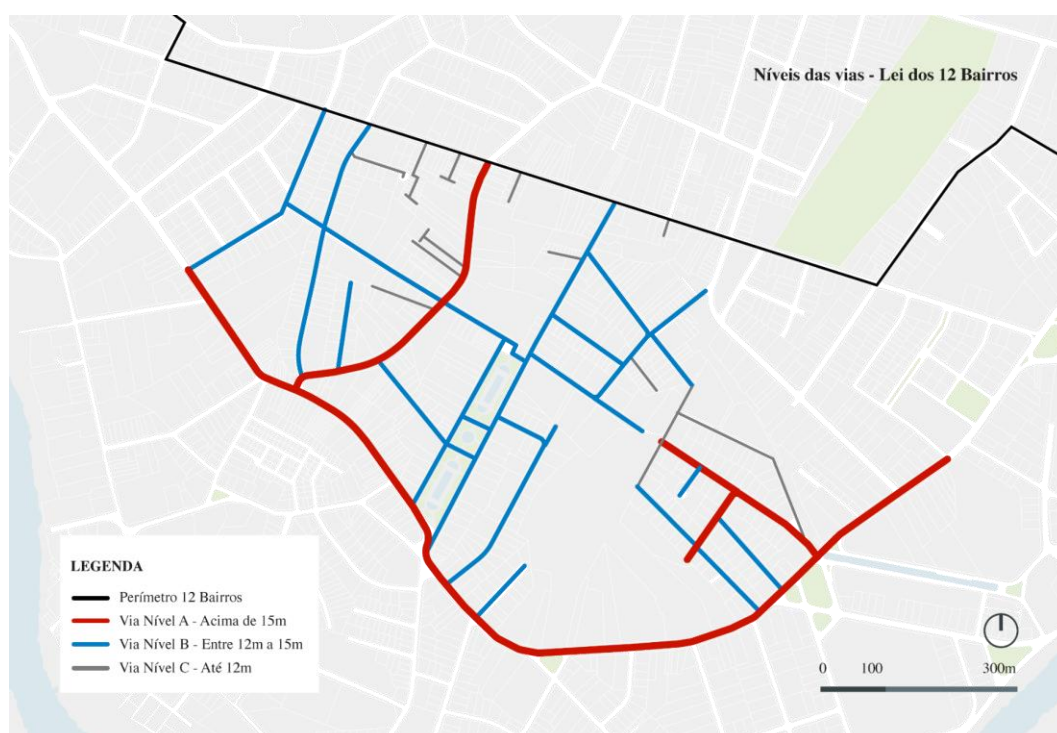 Níveis das vias - Lei dos 12 Bairros
LEGENDA
Perímetro 12 Bairros
Via Nível A - Acima de 15m
Via Nível B - Entre 12m a 15m
Via Nível C - Até 12m
0 100 300m